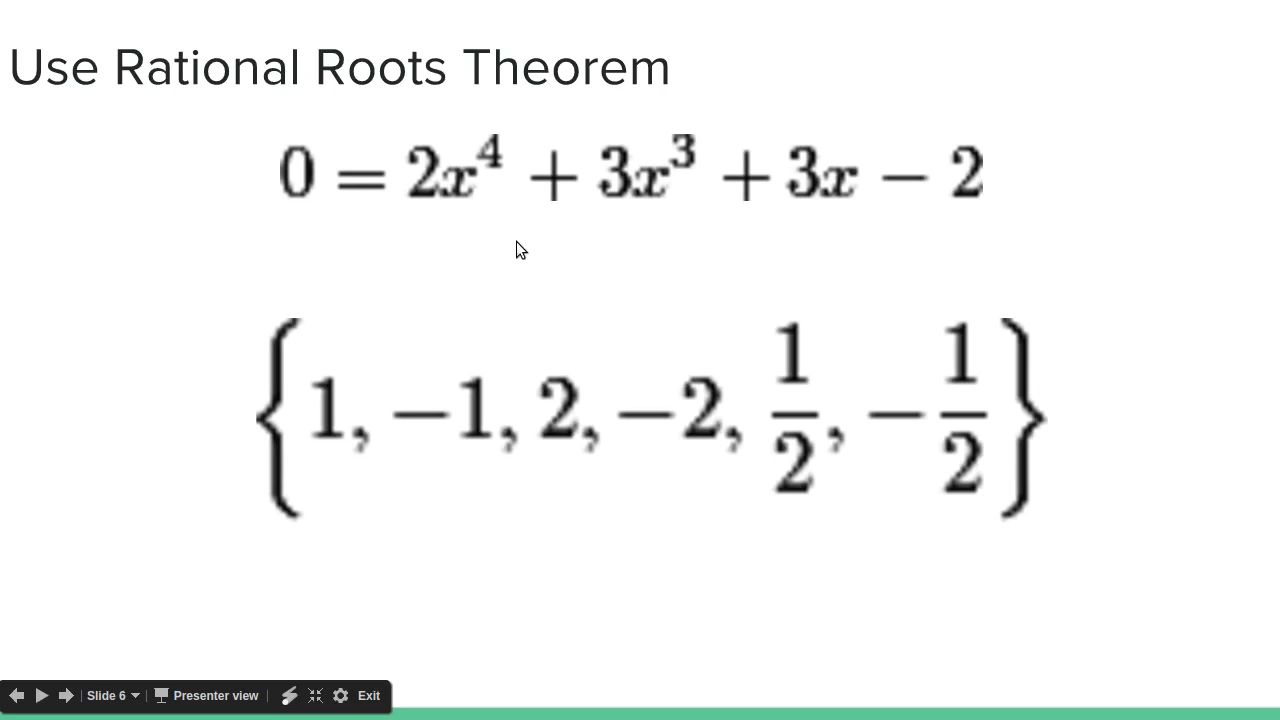 Use Rational Roots Theorem
0 = 2x⁴ + 3x³ + 3x − 2
{1, −1, 2, −2, 1/2, −1/2}
Slide 6 Presenter view Exit